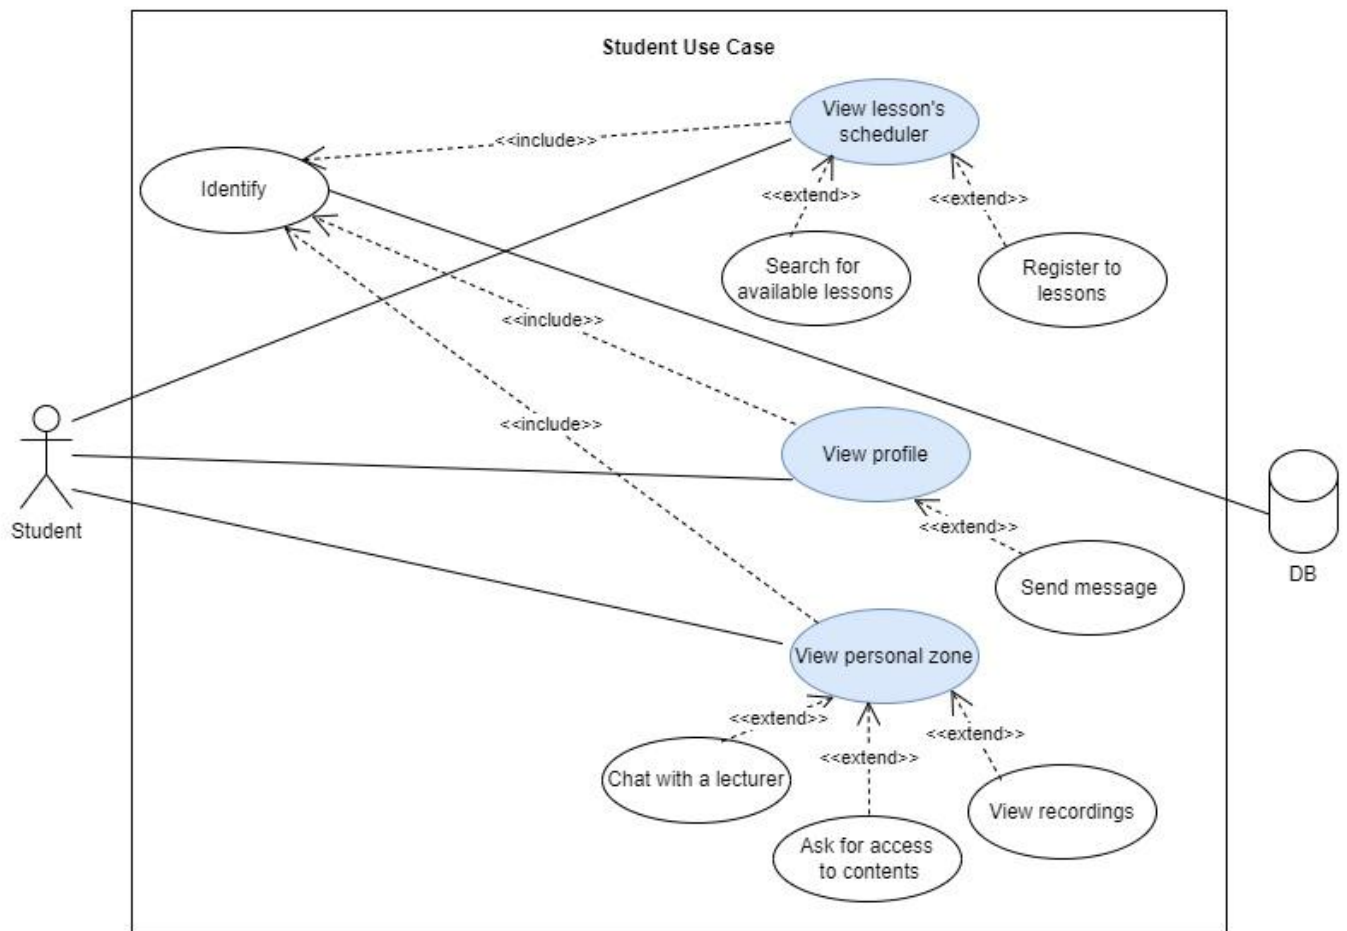 Student Use Case
View lesson's
scheduler
<<include>>
Identify
<<extend>>
<<extend>>
Search for
available lessons
Register to
lessons
<<include>>
<<include>>
View profile
<<extend>>
Student
Send message
DB
View personal zone
<<extend>>
<<extend>>
<<extend>>
Chat with a lecturer
View recordings
Ask for access
to contents